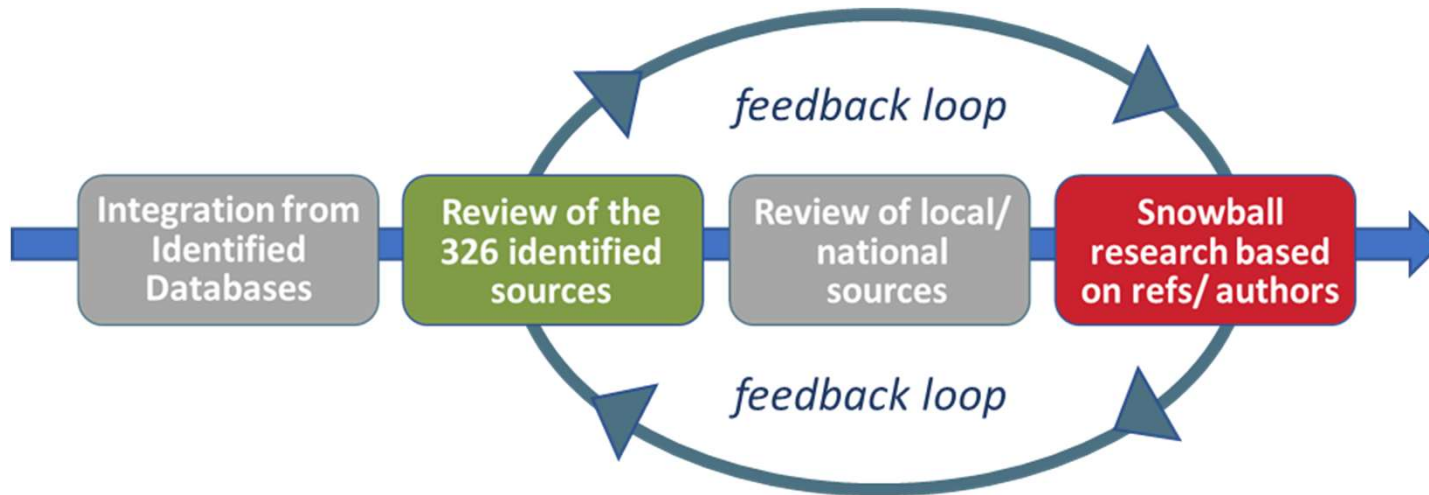 feedback loop
Integration from
Identified
Databases
Review of the
326 identified
sources
Review of local/
national
sources
Snowball
research based
on refs/ authors
feedback loop